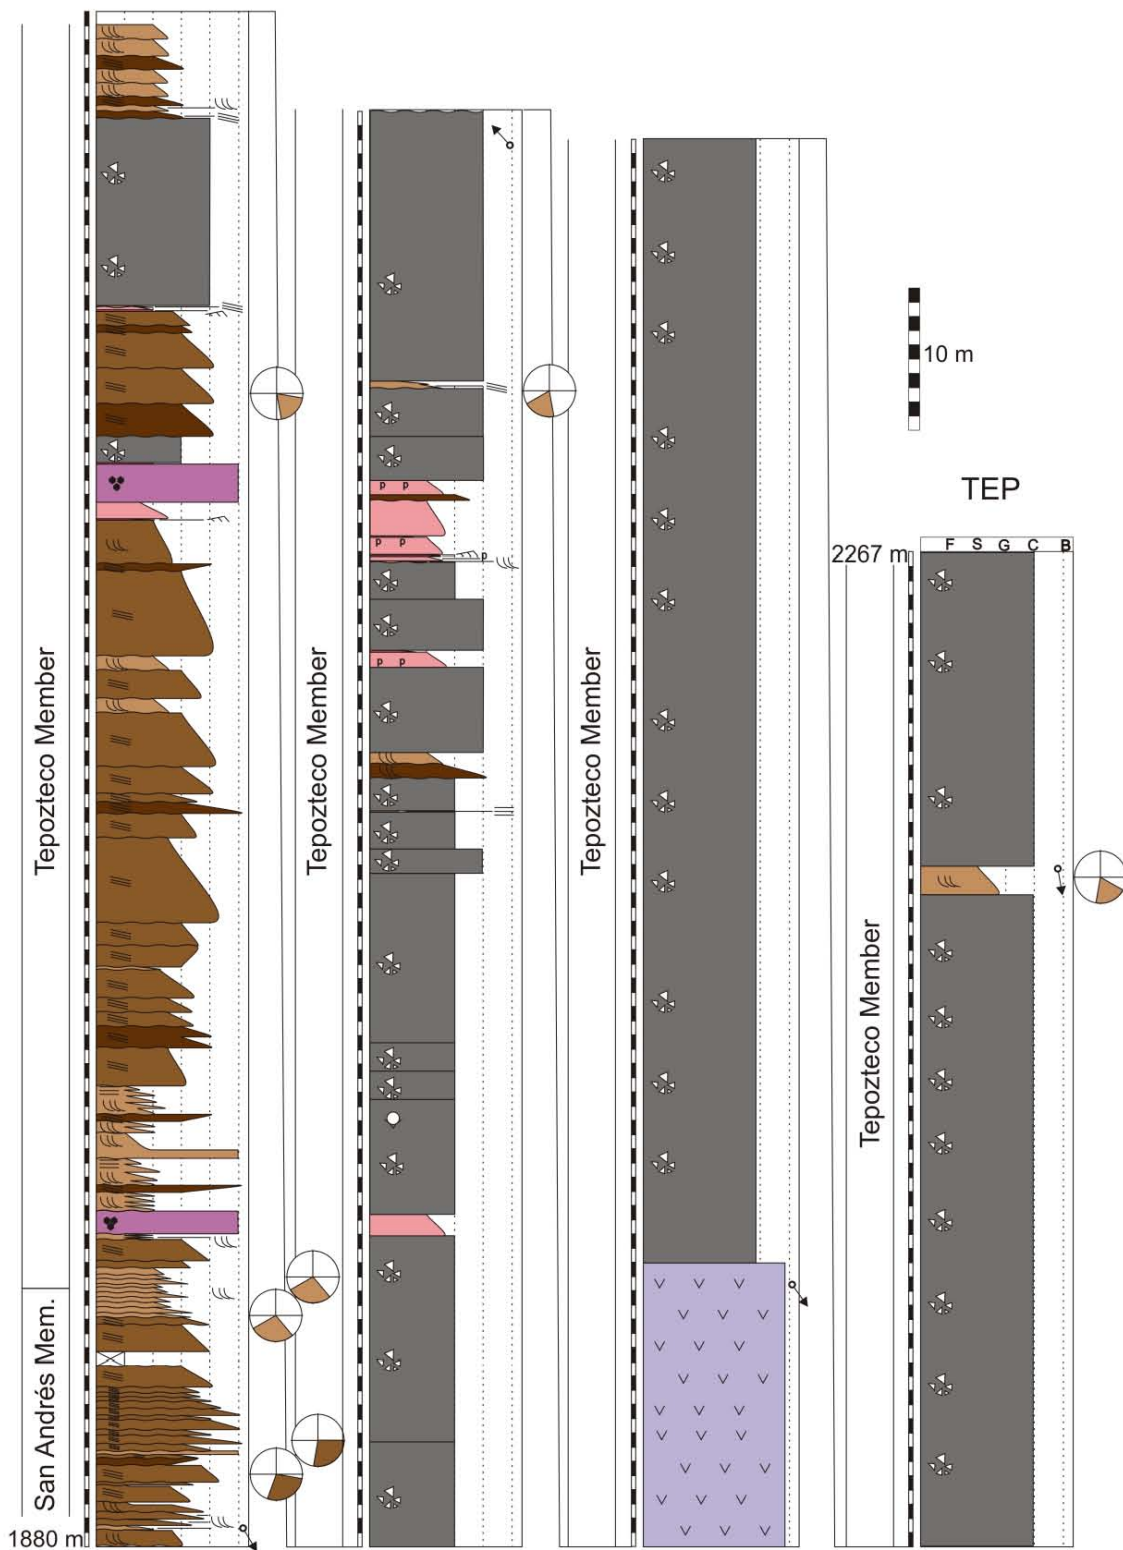 Tepozteco Member
San Andrés Mem.
1880 m
Tepozteco Member
p p
p p
p
p p
Tepozteco Member
10 m
TEP
F S G C B
2267 m
Tepozteco Member